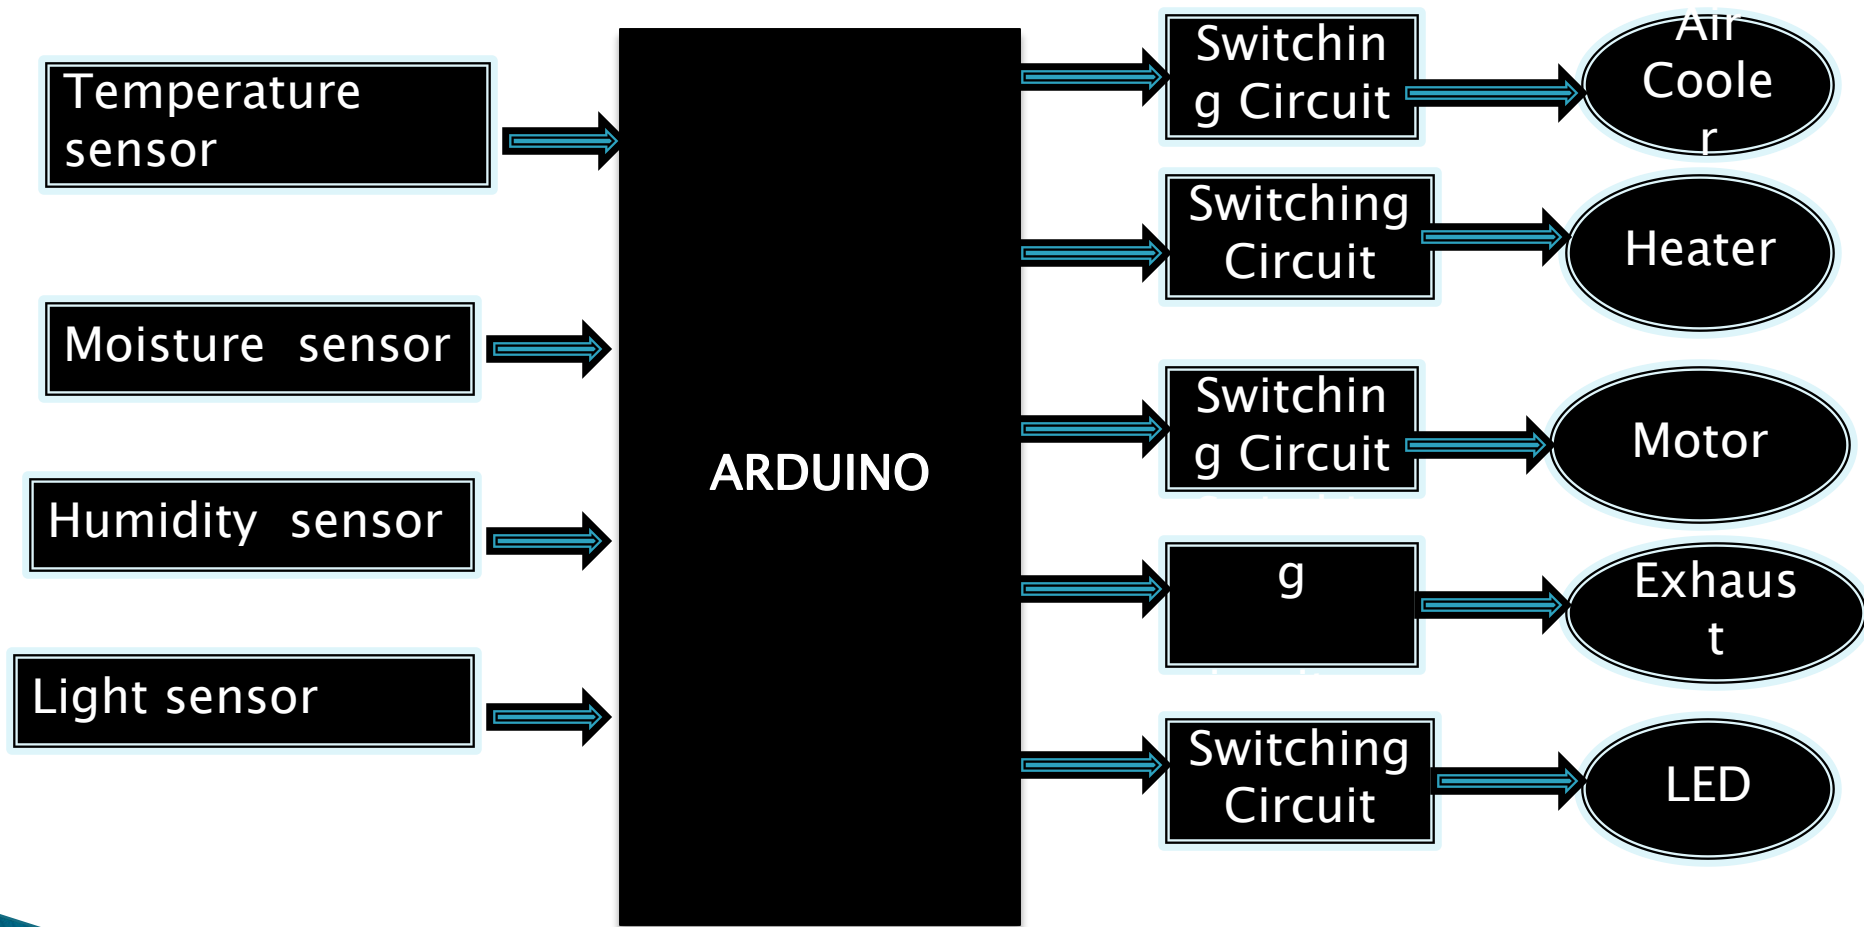 Temperature
sensor
Moisture sensor
Humidity sensor
Light sensor
ARDUINO
Switchin
g Circuit
Switching
Circuit
Switchin
g Circuit
g
Switching
Circuit
Air
Coole
r
Heater
Motor
Exhaus
t
LED